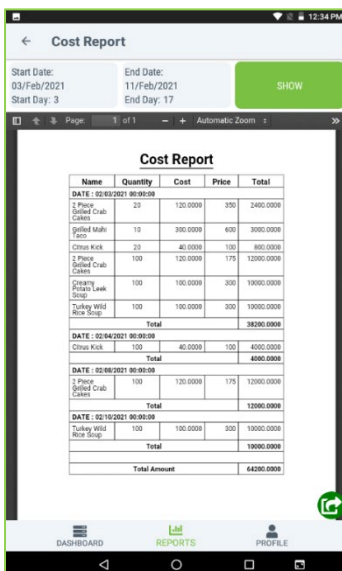 12:34 PM
Cost Report
Start Date: End Date:
03/Feb/2021 11/Feb/2021 SHOW
Start Day: 3 End Day: 17
Page: 1 of 1 − + Automatic Zoom
Cost Report
Name Quantity Cost Price Total
DATE : 02/03/2021 00:00:00
2 Piece Grilled Crab Cakes 20 120.0000 350 2400.0000
Grilled Mahi Taco 10 300.0000 600 3000.0000
Citrus Kick 20 40.0000 100 800.0000
2 Piece Grilled Crab Cakes 100 120.0000 175 12000.0000
Creamy Potato Leek Soup 100 100.0000 300 10000.0000
Turkey Wild Rice Soup 100 100.0000 300 10000.0000
Total 38200.0000
DATE : 02/04/2021 00:00:00
Citrus Kick 100 40.0000 100 4000.0000
Total 4000.0000
DATE : 02/08/2021 00:00:00
2 Piece Grilled Crab Cakes 100 120.0000 175 12000.0000
Total 12000.0000
DATE : 02/10/2021 00:00:00
Turkey Wild Rice Soup 100 100.0000 300 10000.0000
Total 10000.0000
Total Amount 64200.0000
DASHBOARD REPORTS PROFILE